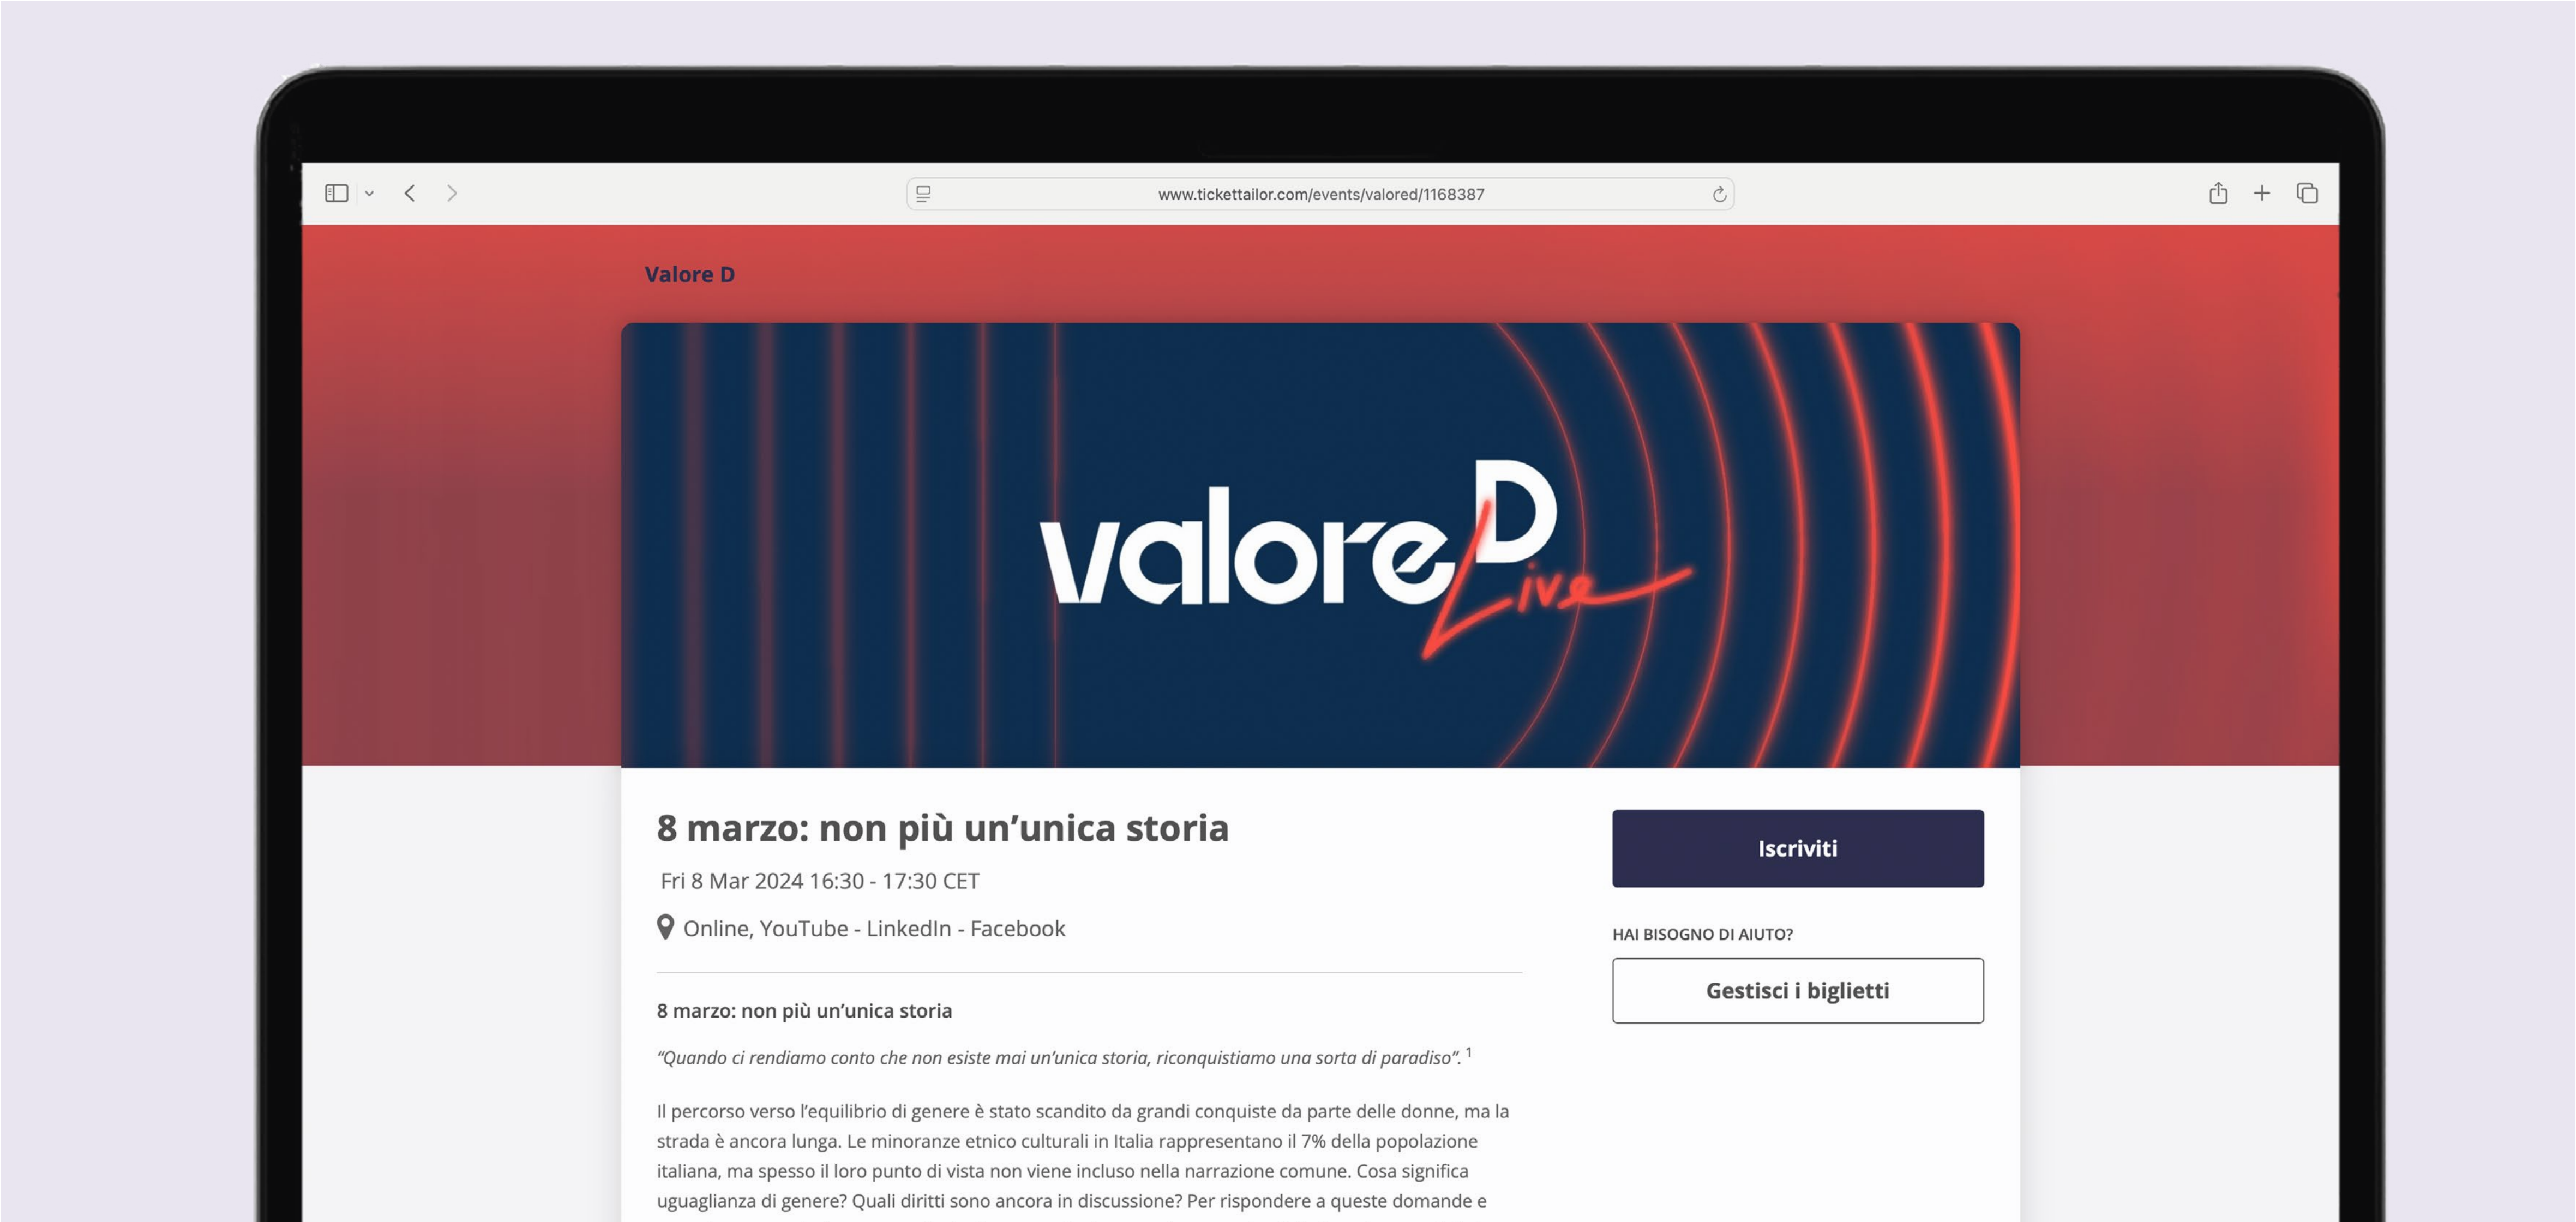 www.tickettailor.com/events/valored/1168387
Valore D
valore D
Live
8 marzo: non più un’unica storia
Iscriviti
Fri 8 Mar 2024 16:30 - 17:30 CET
Online, YouTube - LinkedIn - Facebook
HAI BISOGNO DI AIUTO?
Gestisci i biglietti
8 marzo: non più un’unica storia
“Quando ci rendiamo conto che non esiste mai un’unica storia, riconquistiamo una sorta di paradiso”. ¹
Il percorso verso l’equilibrio di genere è stato scandito da grandi conquiste da parte delle donne, ma la
strada è ancora lunga. Le minoranze etnico culturali in Italia rappresentano il 7% della popolazione
italiana, ma spesso il loro punto di vista non viene incluso nella narrazione comune. Cosa significa
uguaglianza di genere? Quali diritti sono ancora in discussione? Per rispondere a queste domande e